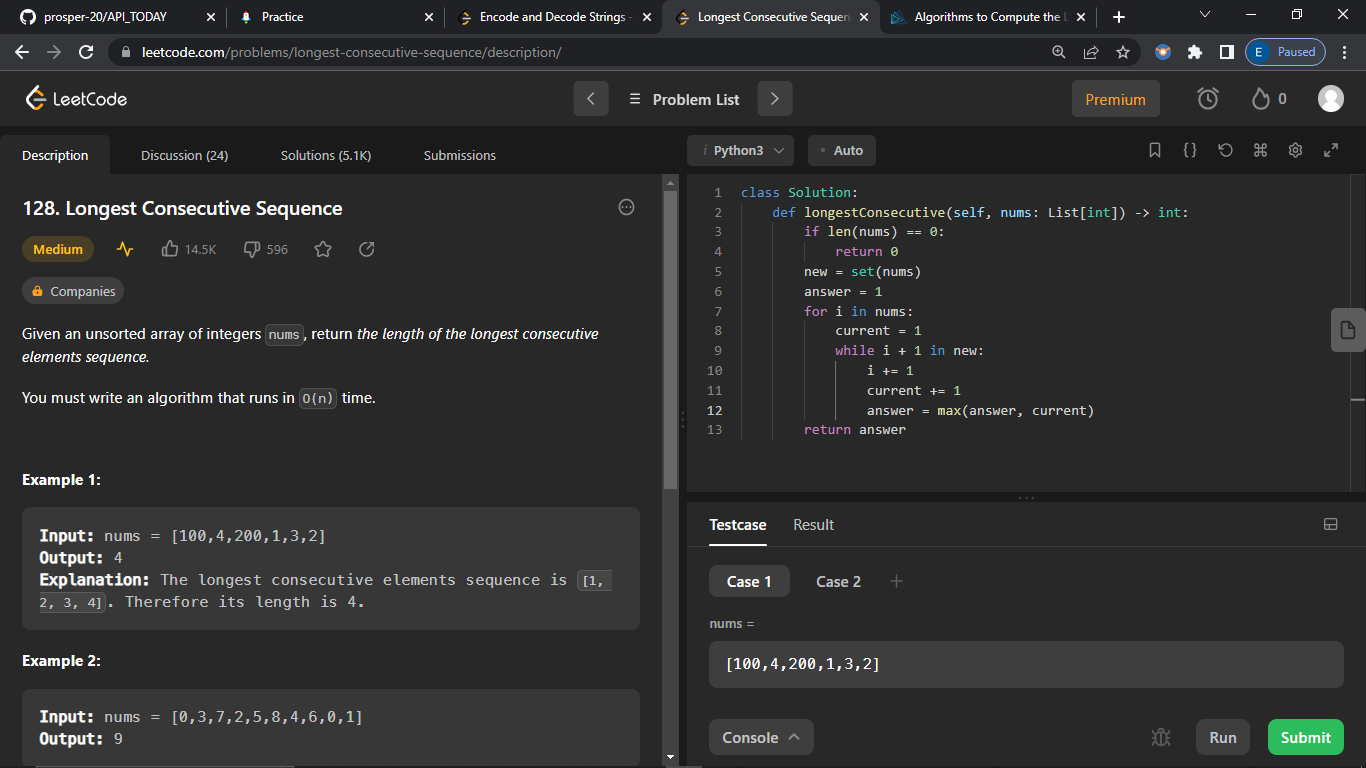 prosper-20/API_TODAY
Practice
Encode and Decode Strings -
Longest Consecutive Sequen
Algorithms to Compute the L
leetcode.com/problems/longest-consecutive-sequence/description/
E Paused
LeetCode
Problem List
Premium
0
Description Discussion (24) Solutions (5.1K) Submissions
128. Longest Consecutive Sequence
Medium 14.5K 596
Companies
Given an unsorted array of integers nums, return the length of the longest consecutive
elements sequence.
You must write an algorithm that runs in O(n) time.
Example 1:
Input: nums = [100,4,200,1,3,2]
Output: 4
Explanation: The longest consecutive elements sequence is [1,
2, 3, 4]. Therefore its length is 4.
Example 2:
Input: nums = [0,3,7,2,5,8,4,6,0,1]
Output: 9
i Python3 • Auto
{}
1 class Solution:
2 def longestConsecutive(self, nums: List[int]) -> int:
3 if len(nums) == 0:
4 return 0
5 new = set(nums)
6 answer = 1
7 for i in nums:
8 current = 1
9 while i + 1 in new:
10 i += 1
11 current += 1
12 answer = max(answer, current)
13 return answer
Testcase Result
Case 1 Case 2 +
nums =
[100,4,200,1,3,2]
Console Run Submit